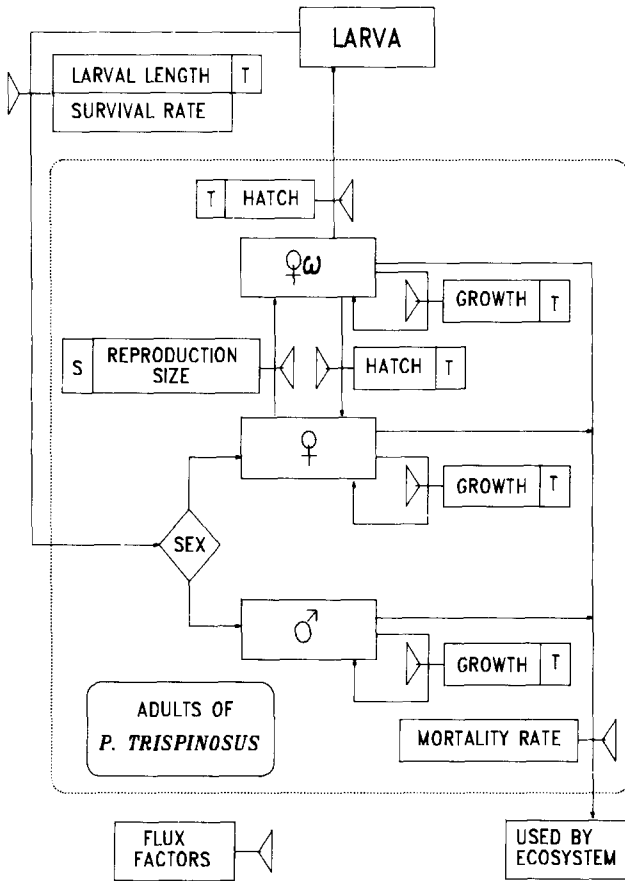 LARVA
LARVAL LENGTH T
SURVIVAL RATE
T HATCH
♀ω
GROWTH T
S REPRODUCTION
SIZE
HATCH T
♀
GROWTH T
SEX
♂
GROWTH T
ADULTS OF
P. TRISPINOSUS
MORTALITY RATE
FLUX
FACTORS
USED BY
ECOSYSTEM